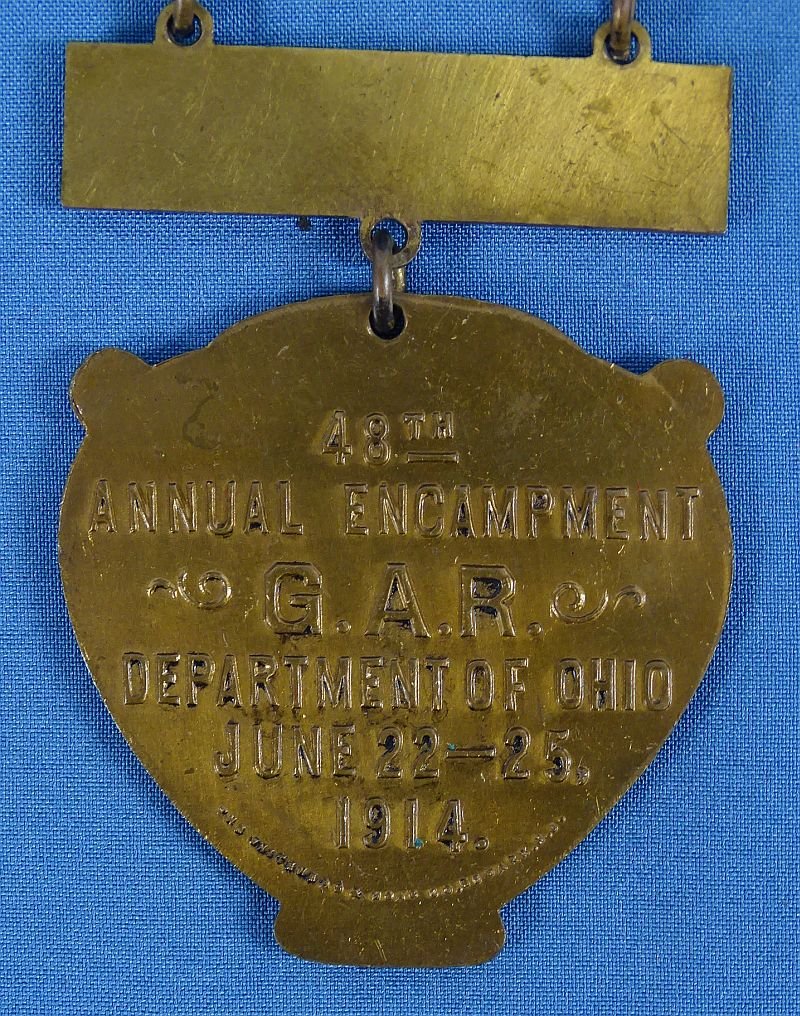 48TH
ANNUAL ENCAMPMENT
G.A.R.
DEPARTMENT OF OHIO
JUNE 22-25,
1914.